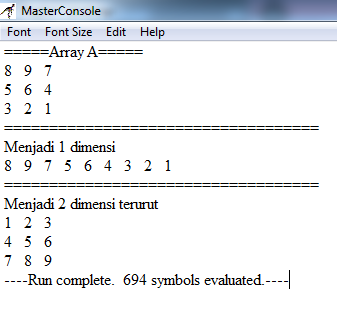 MasterConsole
Font Font Size Edit Help
=====Array A=====
8 9 7
5 6 4
3 2 1
===================================
Menjadi 1 dimensi
8 9 7 5 6 4 3 2 1
===================================
Menjadi 2 dimensi terurut
1 2 3
4 5 6
7 8 9
----Run complete. 694 symbols evaluated.----